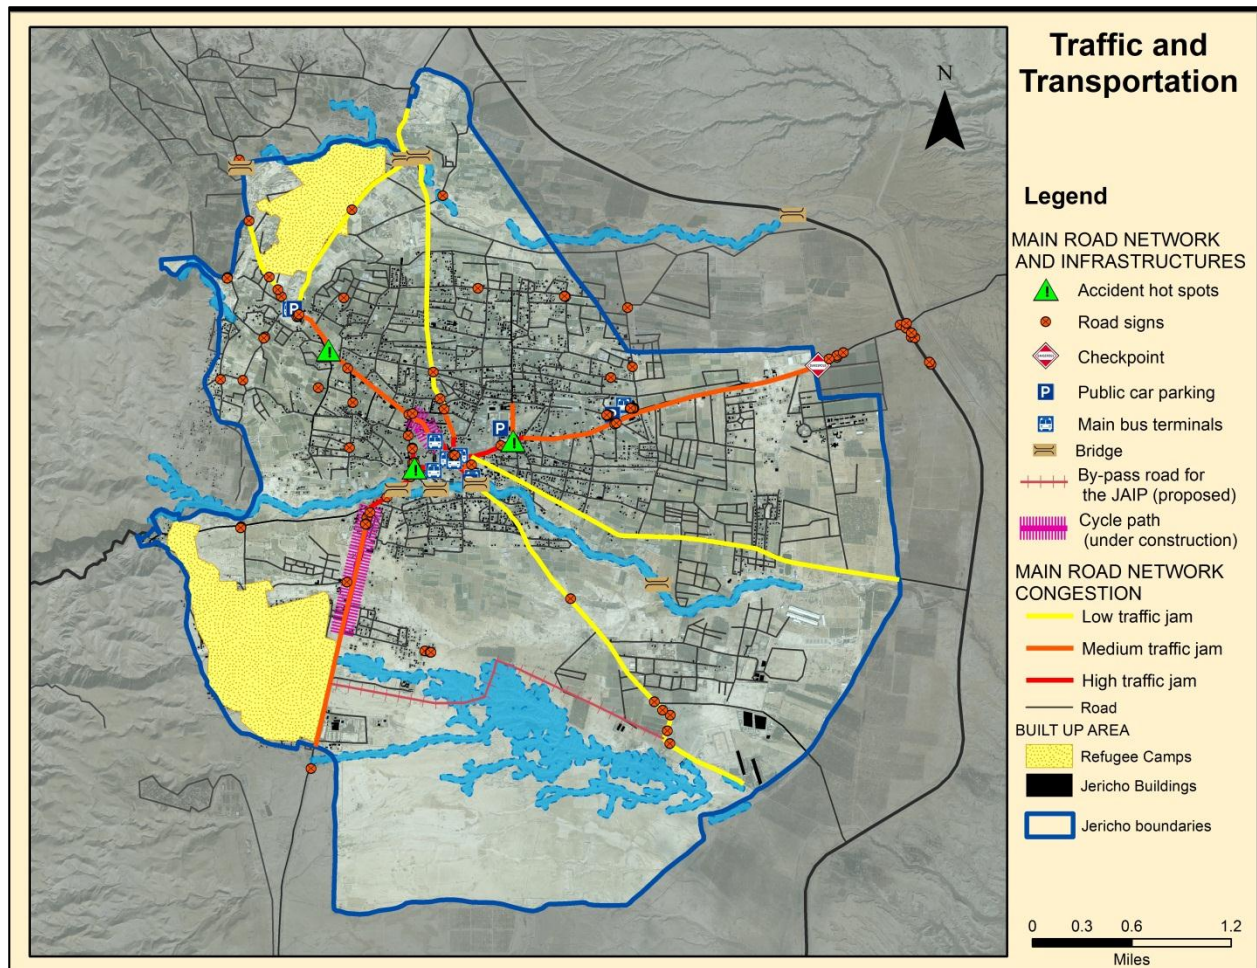 Traffic and
Transportation
N
Legend
MAIN ROAD NETWORK
AND INFRASTRUCTURES
Accident hot spots
Road signs
Checkpoint
P
Public car parking
Main bus terminals
Bridge
By-pass road for
the JAIP (proposed)
Cycle path
(under construction)
MAIN ROAD NETWORK
CONGESTION
Low traffic jam
Medium traffic jam
High traffic jam
Road
BUILT UP AREA
Refugee Camps
Jericho Buildings
Jericho boundaries
0 0.3 0.6 1.2
Miles
P
P
P